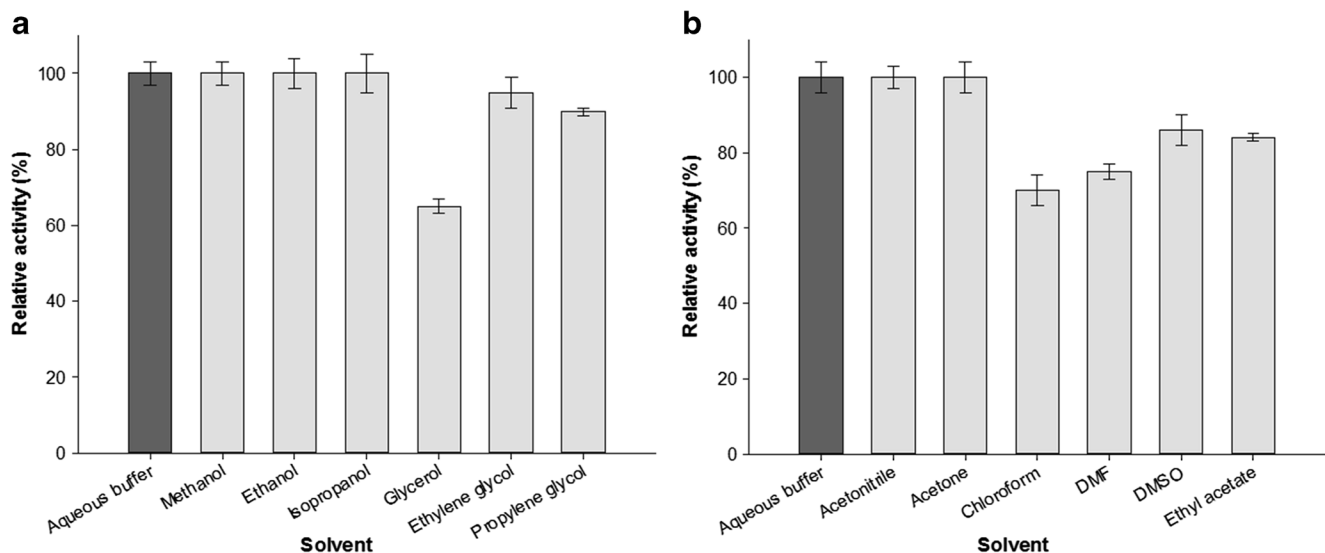 a
Relative activity (%)
100
80
60
40
20
0
Aqueous buffer
Methanol
Ethanol
Isopropanol
Glycerol
Ethylene glycol
Propylene glycol
Solvent
b
Relative activity (%)
100
80
60
40
20
0
Aqueous buffer
Acetonitrile
Acetone
Chloroform
DMF
DMSO
Ethyl acetate
Solvent